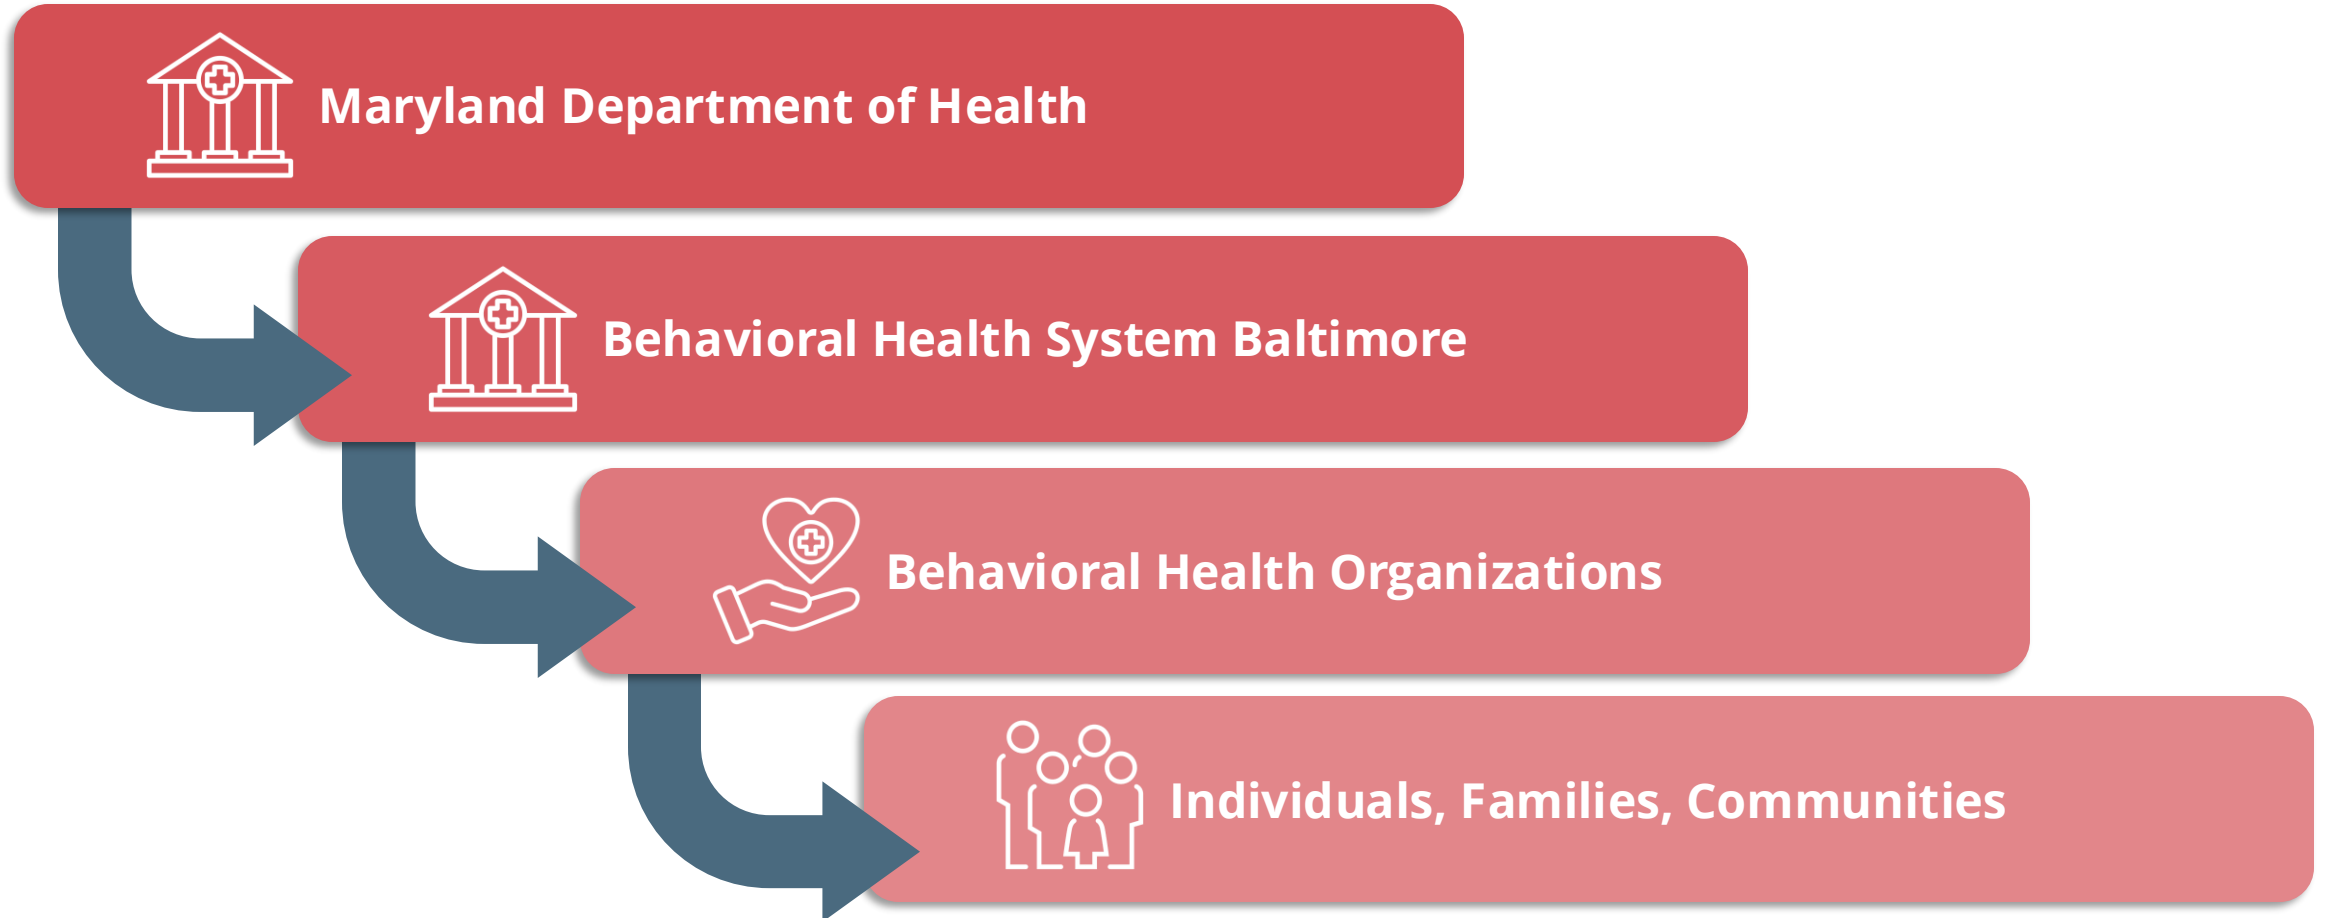 Maryland Department of Health
Behavioral Health System Baltimore
Behavioral Health Organizations
Individuals, Families, Communities